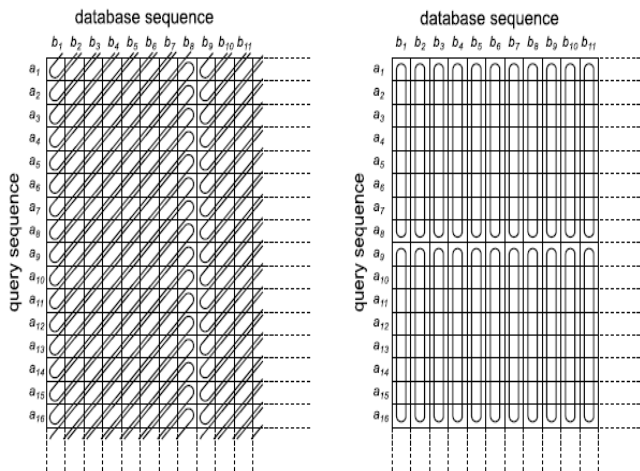 database sequence
b1 b2 b3 b4 b5 b6 b7 b8 b9 b10 b11
query sequence
a1
a2
a3
a4
a5
a6
a7
a8
a9
a10
a11
a12
a13
a14
a15
a16
database sequence
b1 b2 b3 b4 b5 b6 b7 b8 b9 b10 b11
query sequence
a1
a2
a3
a4
a5
a6
a7
a8
a9
a10
a11
a12
a13
a14
a15
a16